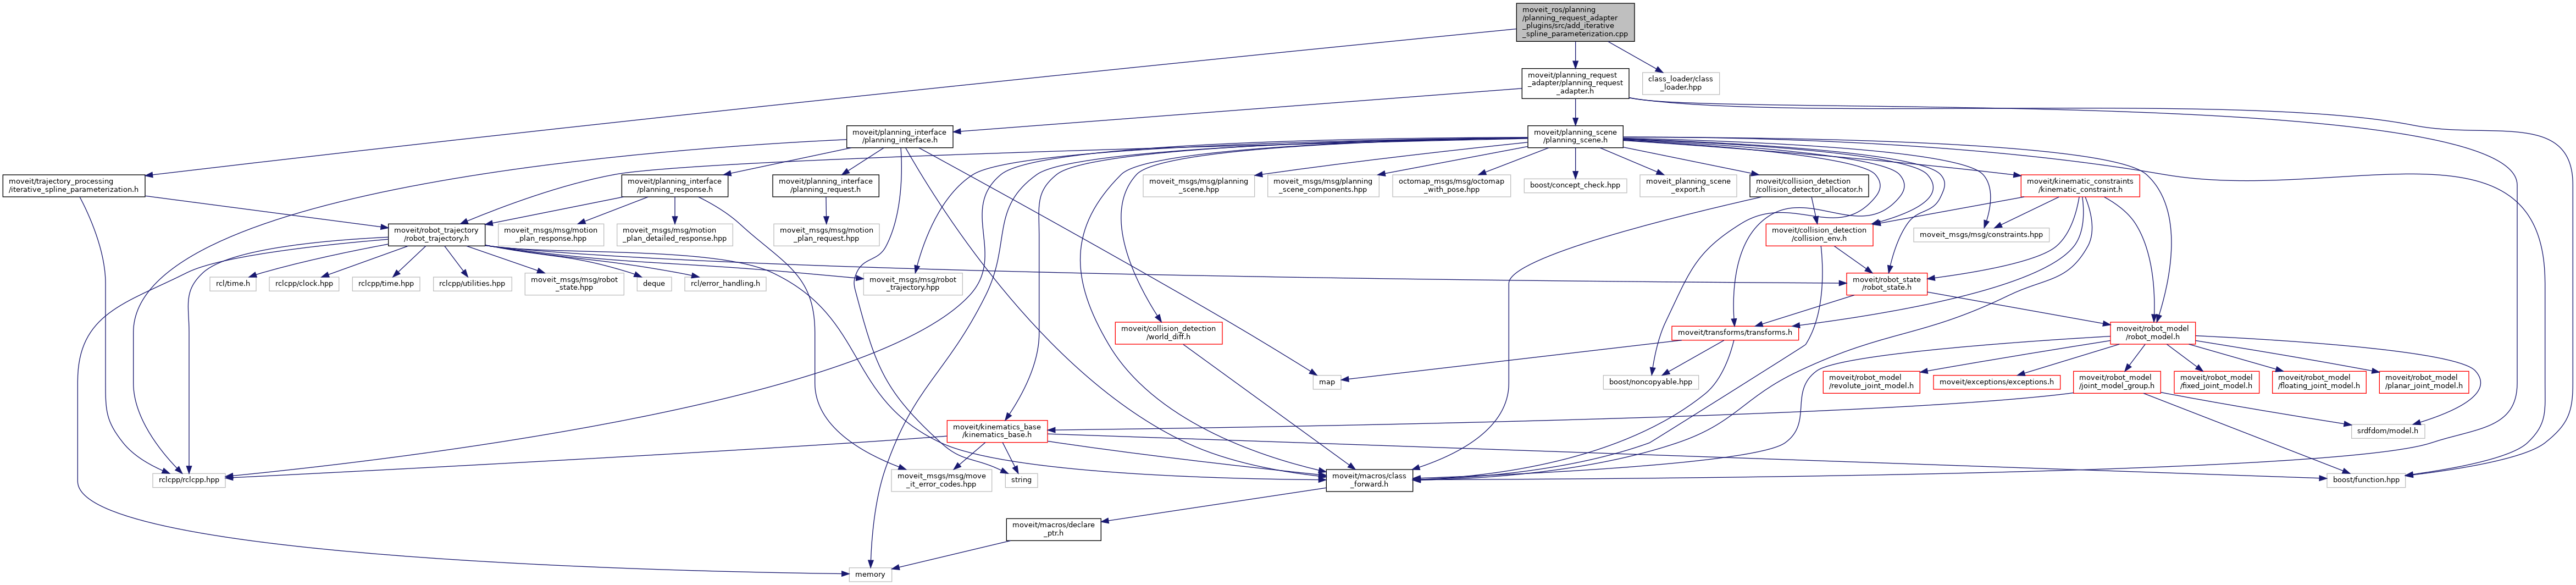 moveit_ros/planning
/planning_request_adapter
_plugins/src/add_iterative
_spline_parameterization.cpp
moveit/planning_request
_adapter/planning_request
_adapter.h
class_loader/class
_loader.hpp
moveit/planning_interface
/planning_interface.h
moveit/planning_scene
/planning_scene.h
moveit/trajectory_processing
/iterative_spline_parameterization.h
moveit/planning_interface
/planning_response.h
moveit/planning_interface
/planning_request.h
moveit_msgs/msg/planning
_scene.hpp
moveit_msgs/msg/planning
_scene_components.hpp
octomap_msgs/msg/octomap
_with_pose.hpp
boost/concept_check.hpp
moveit_planning_scene
_export.h
moveit/collision_detection
/collision_detector_allocator.h
moveit/kinematic_constraints
/kinematic_constraint.h
moveit/robot_trajectory
/robot_trajectory.h
moveit_msgs/msg/motion
_plan_response.hpp
moveit_msgs/msg/motion
_plan_detailed_response.hpp
moveit_msgs/msg/motion
_plan_request.hpp
moveit/collision_detection
/collision_env.h
moveit_msgs/msg/constraints.hpp
rcl/time.h
rclcpp/clock.hpp
rclcpp/time.hpp
rclcpp/utilities.hpp
moveit_msgs/msg/robot
_state.hpp
deque
rcl/error_handling.h
moveit_msgs/msg/robot
_trajectory.hpp
moveit/robot_state
/robot_state.h
moveit/collision_detection
/world_diff.h
moveit/transforms/transforms.h
moveit/robot_model
/robot_model.h
map
boost/noncopyable.hpp
moveit/robot_model
/revolute_joint_model.h
moveit/exceptions/exceptions.h
moveit/robot_model
/joint_model_group.h
moveit/robot_model
/fixed_joint_model.h
moveit/robot_model
/floating_joint_model.h
moveit/robot_model
/planar_joint_model.h
moveit/kinematics_base
/kinematics_base.h
srdfdom/model.h
rclcpp/rclcpp.hpp
moveit_msgs/msg/move
_it_error_codes.hpp
string
moveit/macros/class
_forward.h
boost/function.hpp
moveit/macros/declare
_ptr.h
memory